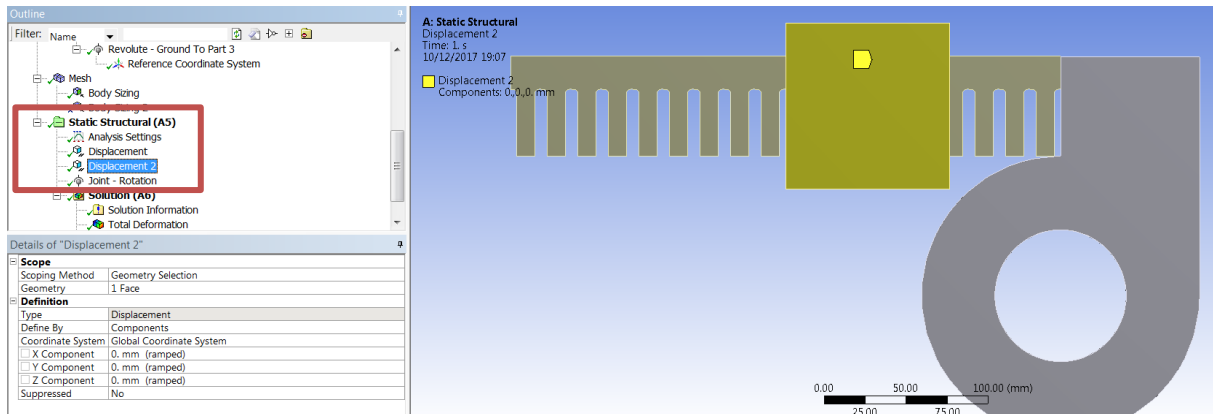 Outline
Filter: Name
Revolute - Ground To Part 3
Reference Coordinate System
Mesh
Body Sizing
Body Sizing 2
Static Structural (A5)
Analysis Settings
Displacement
Displacement 2
Joint - Rotation
Solution (A6)
Solution Information
Total Deformation
Details of "Displacement 2"
Scope
Scoping Method Geometry Selection
Geometry 1 Face
Definition
Type Displacement
Define By Components
Coordinate System Global Coordinate System
X Component 0. mm (ramped)
Y Component 0. mm (ramped)
Z Component 0. mm (ramped)
Suppressed No
A: Static Structural
Displacement 2
Time: 1. s
10/12/2017 19:07
Displacement 2
Components: 0.,0.,0. mm
0.00 50.00 100.00 (mm)
25.00 75.00